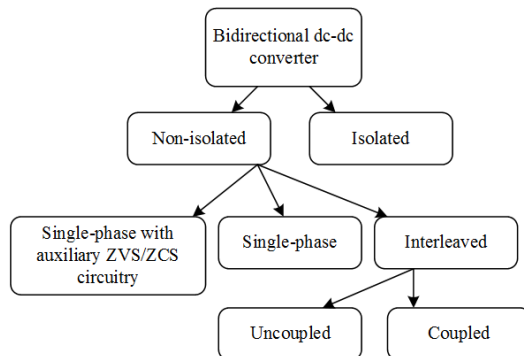 Bidirectional dc-dc
converter
Non-isolated
Isolated
Single-phase with
auxiliary ZVS/ZCS
circuitry
Single-phase
Interleaved
Uncoupled
Coupled